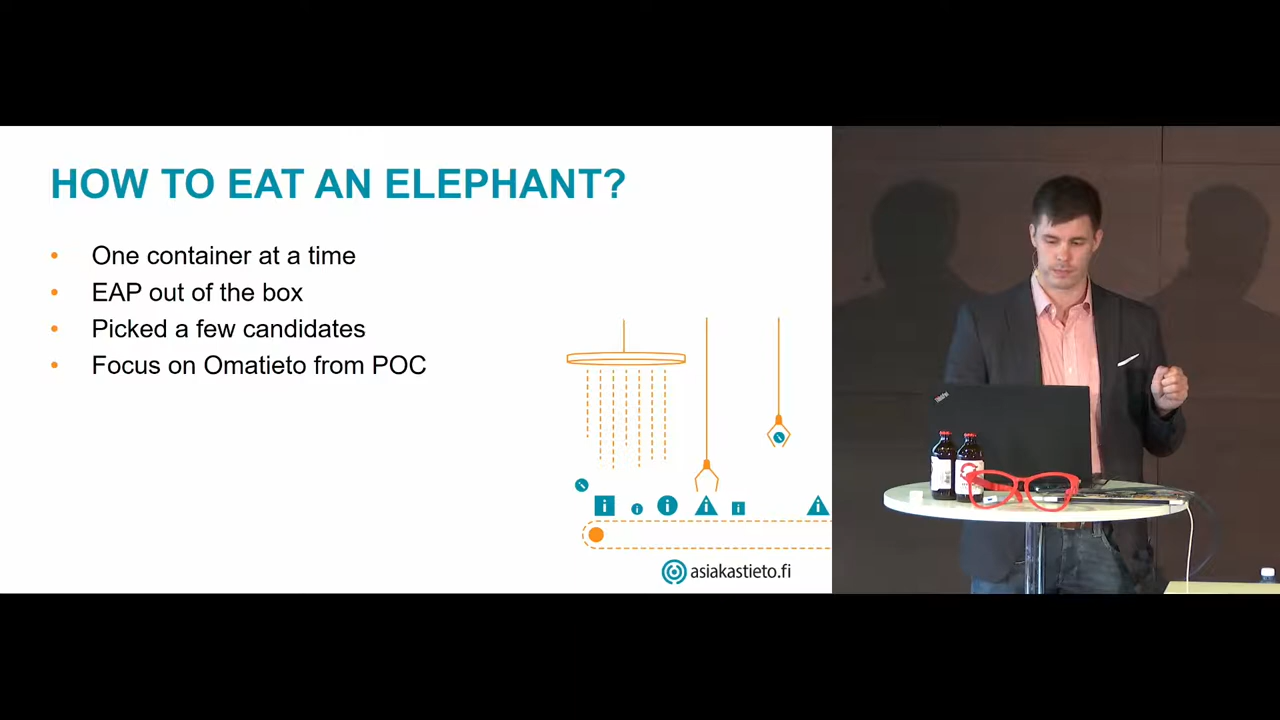 HOW TO EAT AN ELEPHANT?
• One container at a time
• EAP out of the box
• Picked a few candidates
• Focus on Omatieto from POC
i i i i i i
asiakastieto.fi